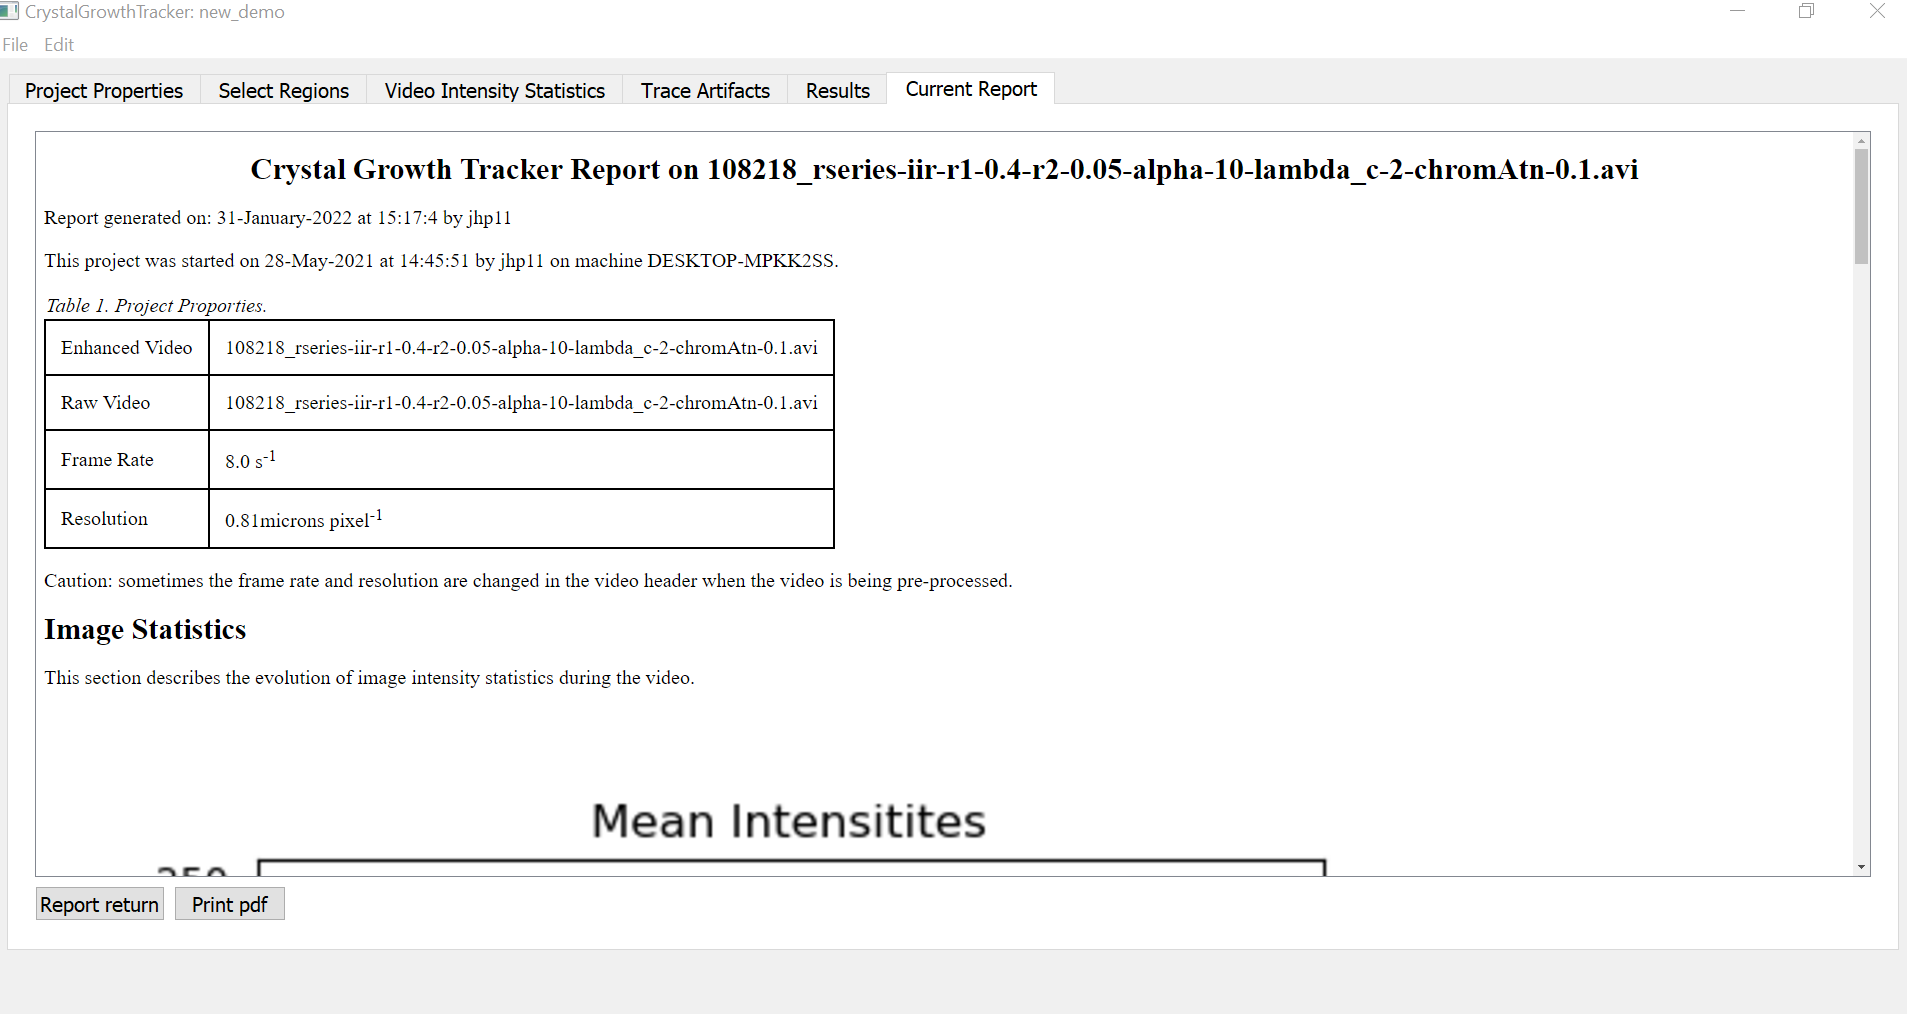 CrystalGrowthTracker: new_demo
File Edit
Project Properties Select Regions Video Intensity Statistics Trace Artifacts Results Current Report
Crystal Growth Tracker Report on 108218_rseries-iir-r1-0.4-r2-0.05-alpha-10-lambda_c-2-chromAtn-0.1.avi
Report generated on: 31-January-2022 at 15:17:4 by jhp11
This project was started on 28-May-2021 at 14:45:51 by jhp11 on machine DESKTOP-MPKK2SS.
Table 1. Project Proporties.
Enhanced Video 108218_rseries-iir-r1-0.4-r2-0.05-alpha-10-lambda_c-2-chromAtn-0.1.avi
Raw Video 108218_rseries-iir-r1-0.4-r2-0.05-alpha-10-lambda_c-2-chromAtn-0.1.avi
Frame Rate 8.0 s-1
Resolution 0.81microns pixel-1
Caution: sometimes the frame rate and resolution are changed in the video header when the video is being pre-processed.
Image Statistics
This section describes the evolution of image intensity statistics during the video.
Mean Intensitites
250
Report return Print pdf